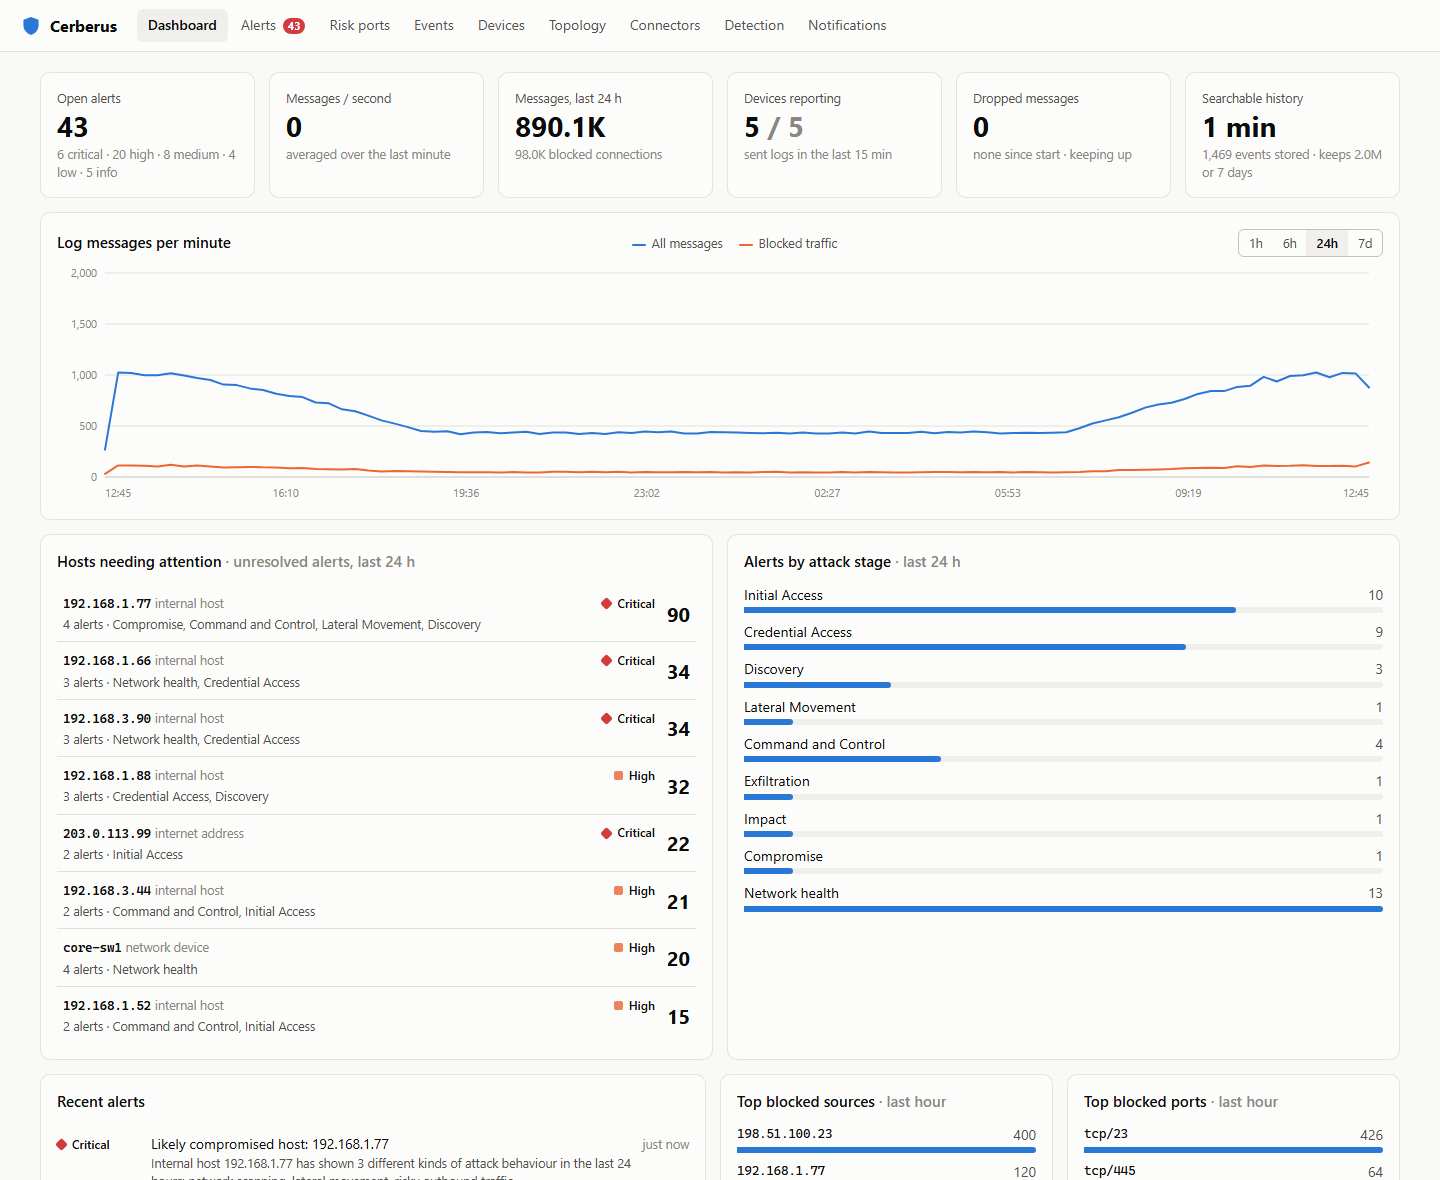 Cerberus
Dashboard
Alerts 43
Risk ports
Events
Devices
Topology
Connectors
Detection
Notifications
Open alerts
43
6 critical · 20 high · 8 medium · 4
low · 5 info
Messages / second
0
averaged over the last minute
Messages, last 24 h
890.1K
98.0K blocked connections
Devices reporting
5 / 5
sent logs in the last 15 min
Dropped messages
0
none since start · keeping up
Searchable history
1 min
1,469 events stored · keeps 2.0M
or 7 days
Log messages per minute
All messages
Blocked traffic
1h 6h 24h 7d
2,000
1,500
1,000
500
0
12:45 16:10 19:36 23:02 02:27 05:53 09:19 12:45
Hosts needing attention · unresolved alerts, last 24 h
192.168.1.77 internal host
Critical
90
4 alerts · Compromise, Command and Control, Lateral Movement, Discovery
192.168.1.66 internal host
Critical
34
3 alerts · Network health, Credential Access
192.168.3.90 internal host
Critical
34
3 alerts · Network health, Credential Access
192.168.1.88 internal host
High
32
3 alerts · Credential Access, Discovery
203.0.113.99 internet address
Critical
22
2 alerts · Initial Access
192.168.3.44 internal host
High
21
2 alerts · Command and Control, Initial Access
core-sw1 network device
High
20
4 alerts · Network health
192.168.1.52 internal host
High
15
2 alerts · Command and Control, Initial Access
Alerts by attack stage · last 24 h
Initial Access 10
Credential Access 9
Discovery 3
Lateral Movement 1
Command and Control 4
Exfiltration 1
Impact 1
Compromise 1
Network health 13
Recent alerts
Critical
Likely compromised host: 192.168.1.77
just now
Internal host 192.168.1.77 has shown 3 different kinds of attack behaviour in the last 24
hours: network scanning, lateral movement, risky outbound traffic
Top blocked sources · last hour
198.51.100.23 400
192.168.1.77 120
Top blocked ports · last hour
tcp/23 426
tcp/445 64